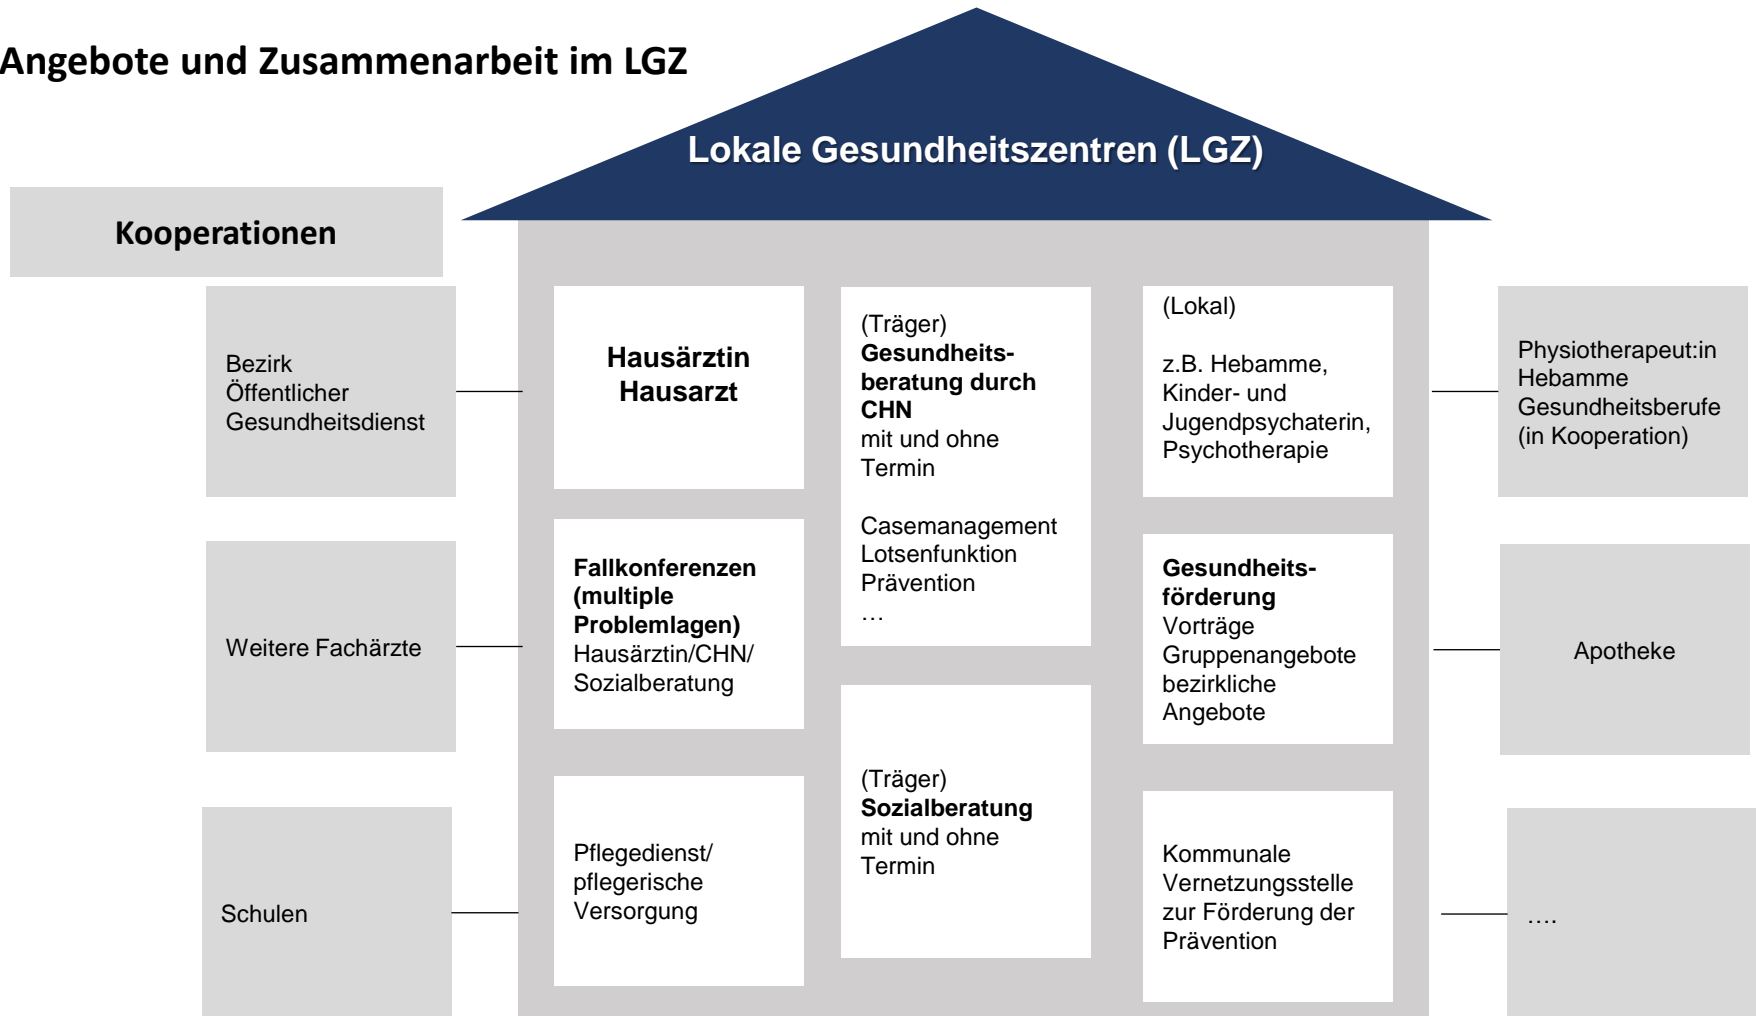 Angebote und Zusammenarbeit im LGZ
Lokale Gesundheitszentren (LGZ)
Kooperationen
Bezirk
Öffentlicher
Gesundheitsdienst
Weitere Fachärzte
Schulen
Hausärztin
Hausarzt
Fallkonferenzen
(multiple
Problemlagen)
Hausärztin/CHN/
Sozialberatung
Pflegedienst/
pflegerische
Versorgung
(Träger)
Gesundheits-
beratung durch
CHN
mit und ohne
Termin
Casemanagement
Lotsenfunktion
Prävention
…
(Träger)
Sozialberatung
mit und ohne
Termin
(Lokal)
z.B. Hebamme,
Kinder- und
Jugendpsychaterin,
Psychotherapie
Gesundheits-
förderung
Vorträge
Gruppenangebote
bezirkliche
Angebote
Kommunale
Vernetzungsstelle
zur Förderung der
Prävention
Physiotherapeut:in
Hebamme
Gesundheitsberufe
(in Kooperation)
Apotheke
….